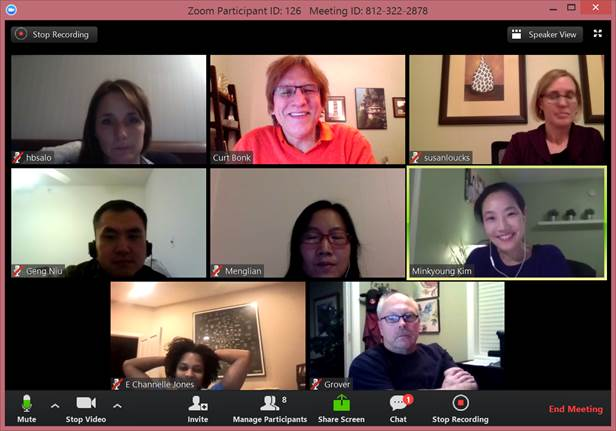 Zoom Participant ID: 126 Meeting ID: 812-322-2878
Stop Recording
Speaker View
hbsalo
Curt Bonk
susanloucks
Geng Niu
Menglian
Minkyoung Kim
E Channelle Jones
Grover
8
1
Mute
Stop Video
Invite
Manage Participants
Share Screen
Chat
Stop Recording
End Meeting